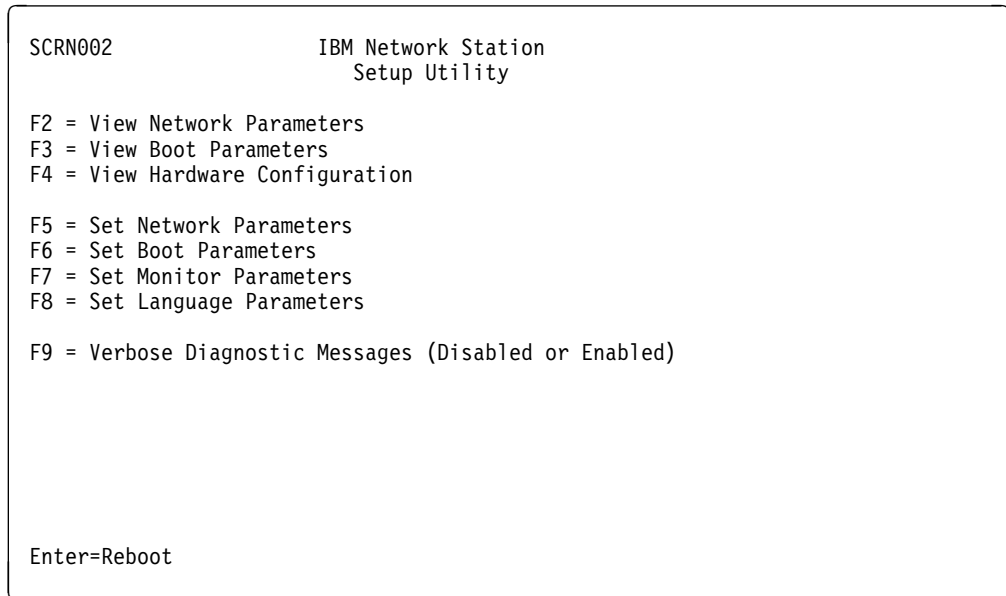 SCRN002 IBM Network Station
Setup Utility
F2 = View Network Parameters
F3 = View Boot Parameters
F4 = View Hardware Configuration
F5 = Set Network Parameters
F6 = Set Boot Parameters
F7 = Set Monitor Parameters
F8 = Set Language Parameters
F9 = Verbose Diagnostic Messages (Disabled or Enabled)
Enter=Reboot